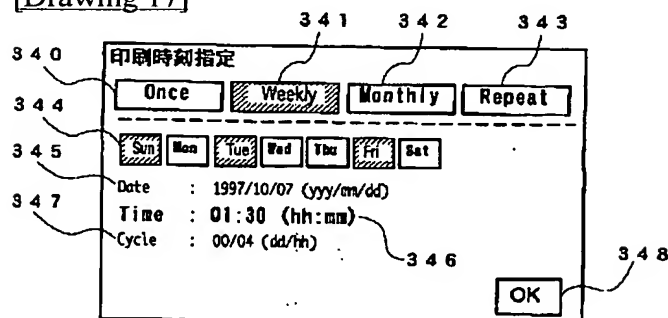 [Drawing 17]
341 342 343
340
印刷時刻指定
Once Weekly Monthly Repeat
344
Sun Mon Tue Wed Thu Fri Sat
345
Date : 1997/10/07 (yyy/mm/dd)
347
Time : 01:30 (hh:mm)
Cycle : 00/04 (dd/hh)
346
348
OK